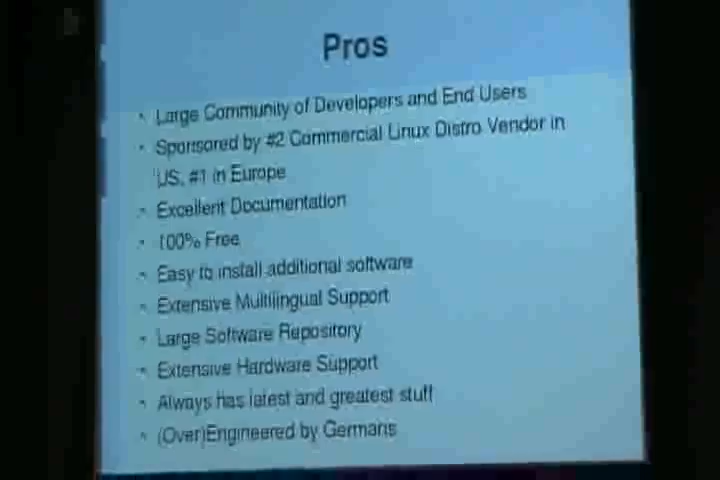 Pros
• Large Community of Developers and End Users
• Sponsored by #2 Commercial Linux Distro Vendor in
US, #1 in Europe
• Excellent Documentation
• 100% Free
• Easy to install additional software
• Extensive Multilingual Support
• Large Software Repository
• Extensive Hardware Support
• Always has latest and greatest stuff
• (Over)Engineered by Germans